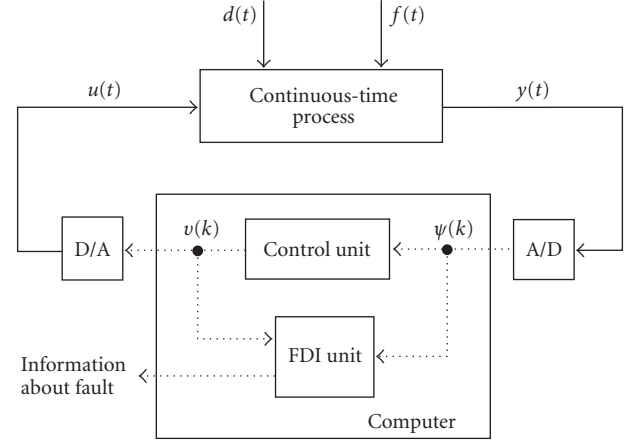 d(t)
f(t)
u(t)
Continuous-time
process
y(t)
D/A
υ(k)
Control unit
ψ(k)
A/D
FDI unit
Information
about fault
Computer